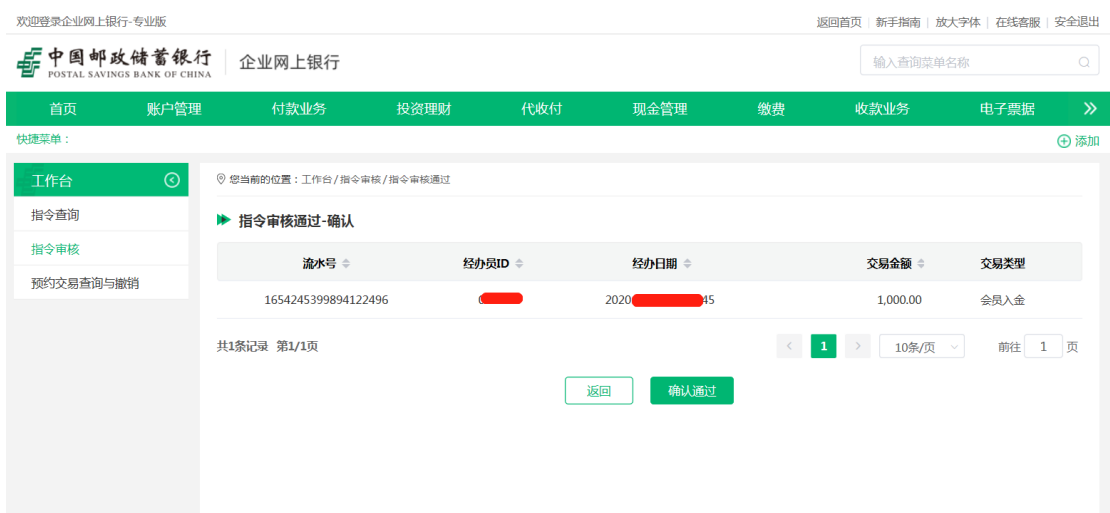 欢迎登录企业网上银行-专业版 返回首页 | 新手指南 | 放大字体 | 在线客服 | 安全退出
中国邮政储蓄银行 企业网上银行 输入查询菜单名称
POSTAL SAVINGS BANK OF CHINA
首页 账户管理 付款业务 投资理财 代收付 现金管理 缴费 收款业务 电子票据
快捷菜单： 添加
工作台 您当前的位置：工作台/指令审核/指令审核通过
指令查询 指令审核通过-确认
指令审核
预约交易查询与撤销
流水号 经办员ID 经办日期 交易金额 交易类型
1654245399894122496 2020 45 1,000.00 会员入金
共1条记录 第1/1页 < 1 > 10条/页 前往 1 页
返回 确认通过